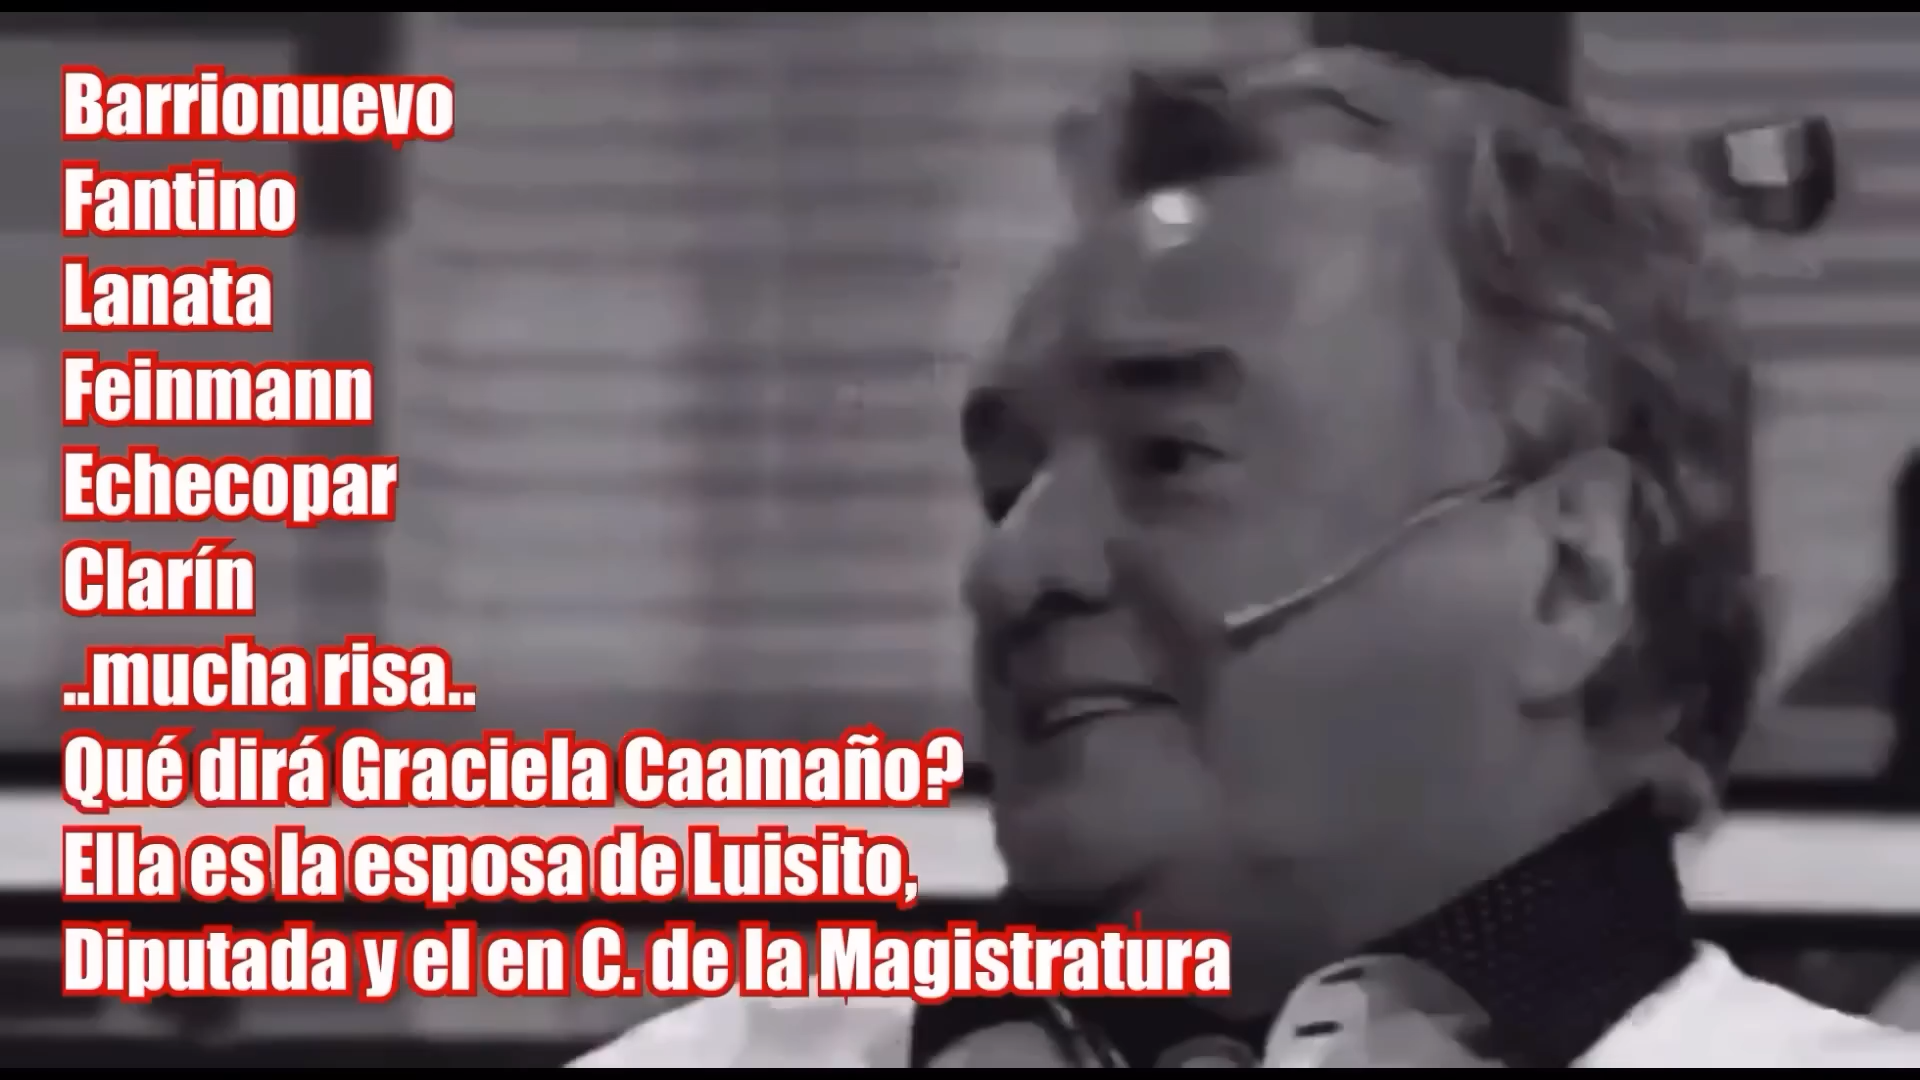 Barrionuevo
Fantino
Lanata
Feinmann
Echecopar
Clarín
..mucha risa..
Qué dirá Graciela Caamaño?
Ella es la esposa de Luisito,
Diputada y el en C. de la Magistratura